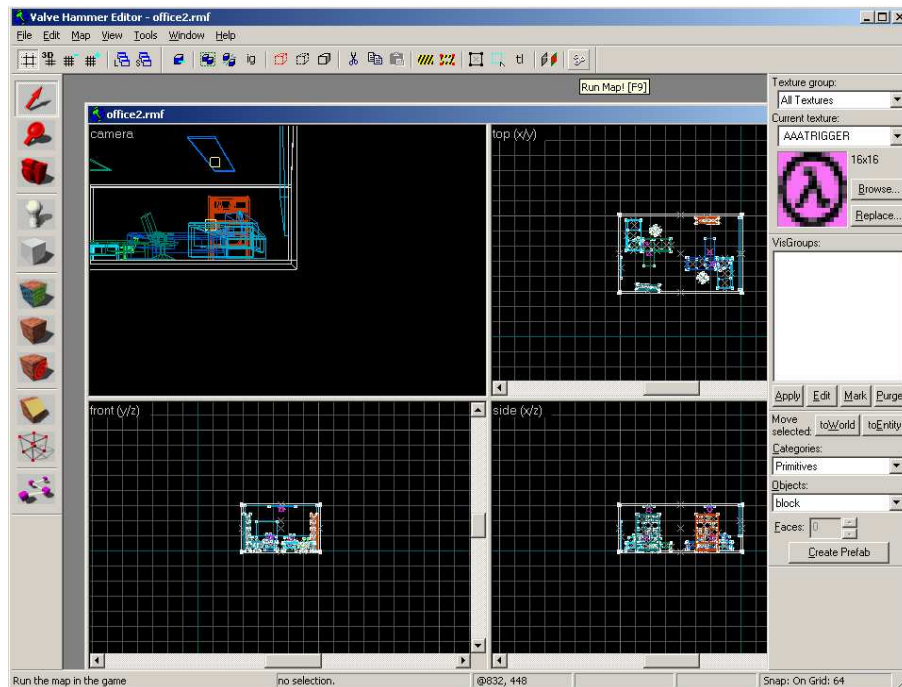 Valve Hammer Editor - office2.rmf
File Edit Map View Tools Window Help
3D
ig
tl
Run Map! [F9]
office2.rmf
camera
top (x/y)
front (y/z)
side (x/z)
Texture group:
All Textures
Current texture:
AAATRIGGER
16x16
Browse...
Replace...
VisGroups:
Apply Edit Mark Purge
Move selected: toWorld toEntity
Categories:
Primitives
Objects:
block
Faces: 0
Create Prefab
Run the map in the game no selection. @832, 448 Snap: On Grid: 64